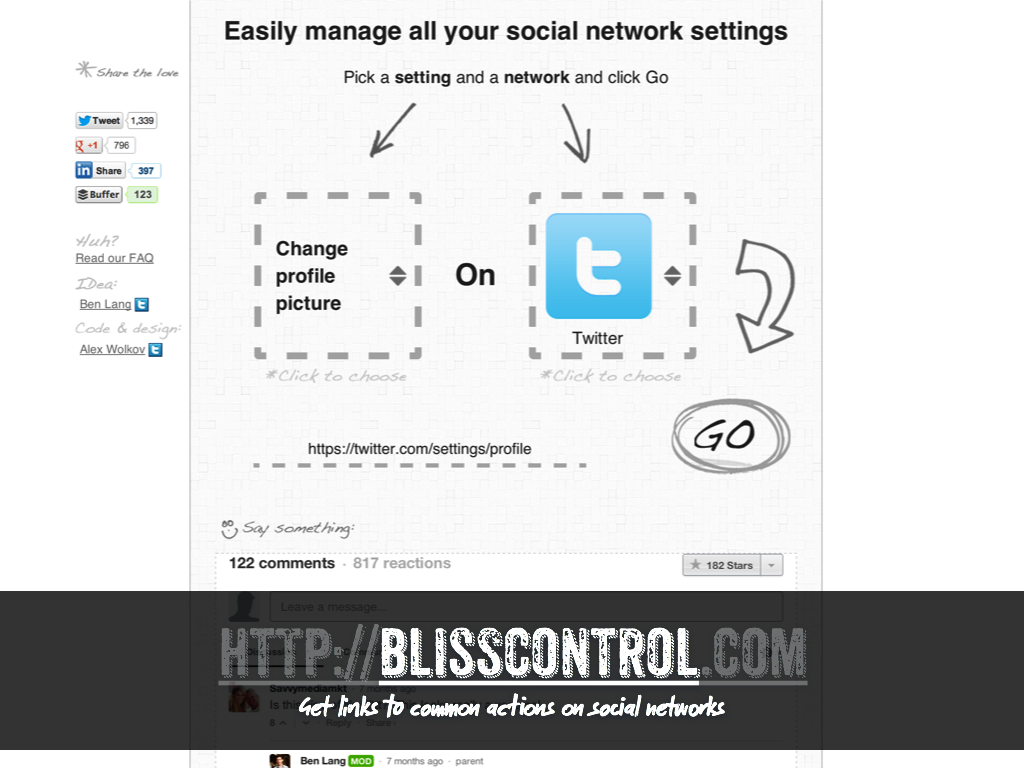 Easily manage all your social network settings
Pick a setting and a network and click Go
Share the love
Tweet 1,339
g +1 796
in Share 397
Buffer 123
Huh?
Read our FAQ
IDea:
Ben Lang
Code & design:
Alex Wolkov
Change
profile
picture
On
Twitter
*Click to choose
*Click to choose
https://twitter.com/settings/profile
GO
Say something:
122 comments · 817 reactions
182 Stars
Leave a message...
HTTP://BLISSCONTROL.COM
Savvymediamkt · 7 months ago
Is this
Get links to common actions on social networks
8 Reply Share ›
Ben Lang MOD · 7 months ago · parent